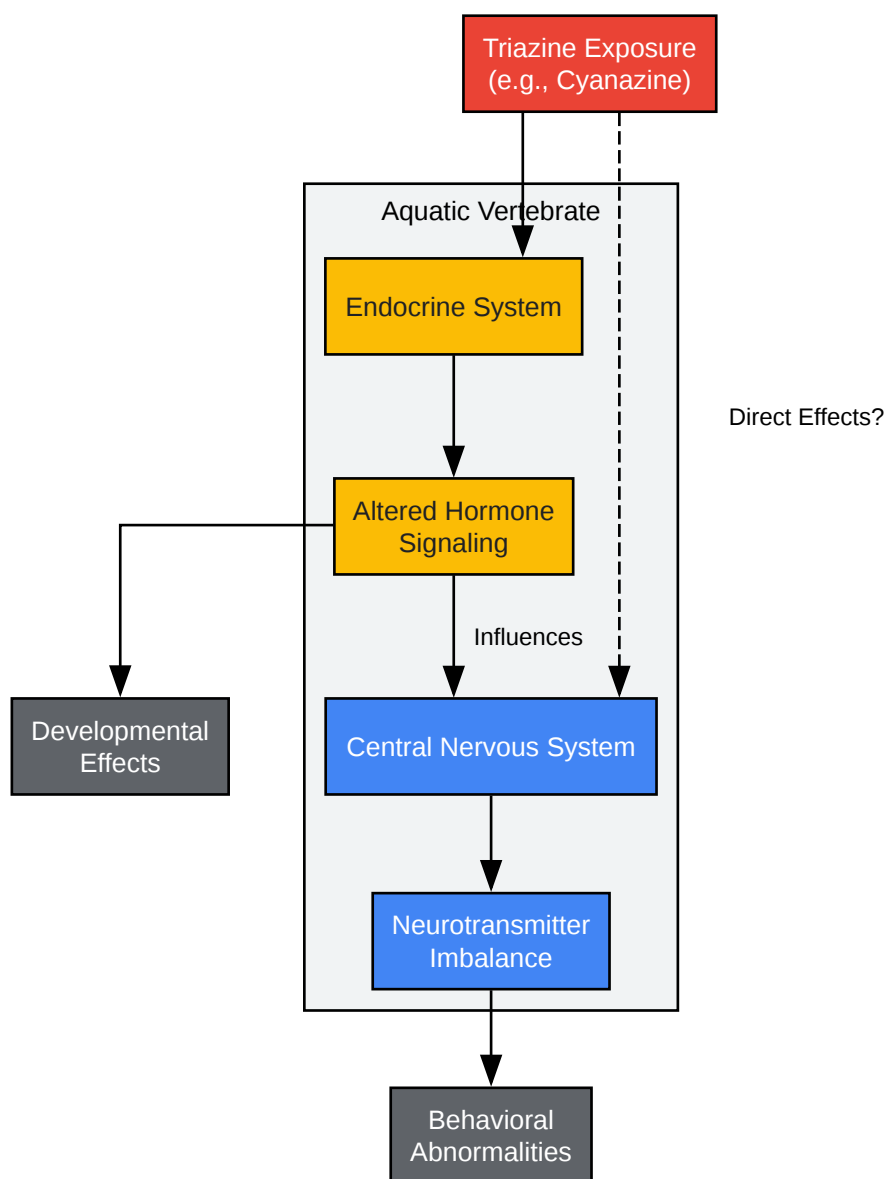 Triazine Exposure
(e.g., Cyanazine)
Aquatic Vertebrate
Endocrine System
Direct Effects?
Altered Hormone
Signaling
Influences
Developmental
Effects
Central Nervous System
Neurotransmitter
Imbalance
Behavioral
Abnormalities